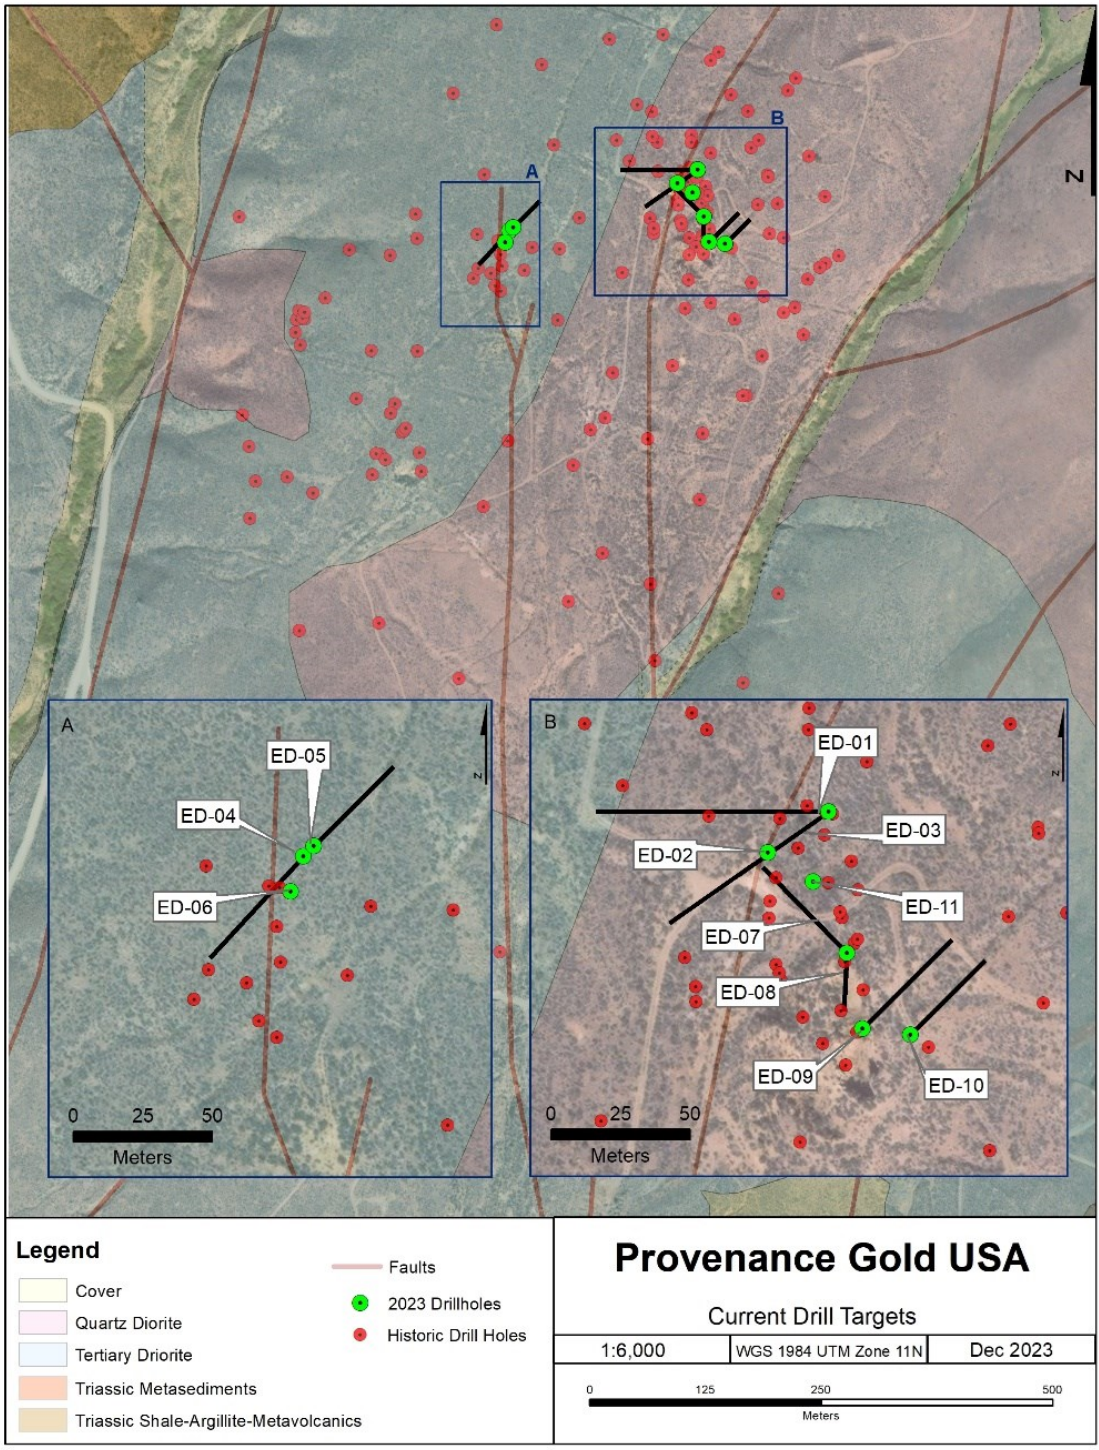 B
A
N
A
N
ED-05
ED-04
ED-06
0 25 50
Meters
B
N
ED-01
ED-03
ED-02
ED-11
ED-07
ED-08
ED-09
ED-10
0 25 50
Meters
Legend
Cover
Quartz Diorite
Tertiary Driorite
Triassic Metasediments
Triassic Shale-Argillite-Metavolcanics
Faults
2023 Drillholes
Historic Drill Holes
Provenance Gold USA
Current Drill Targets
1:6,000
WGS 1984 UTM Zone 11N
Dec 2023
0 125 250 500
Meters